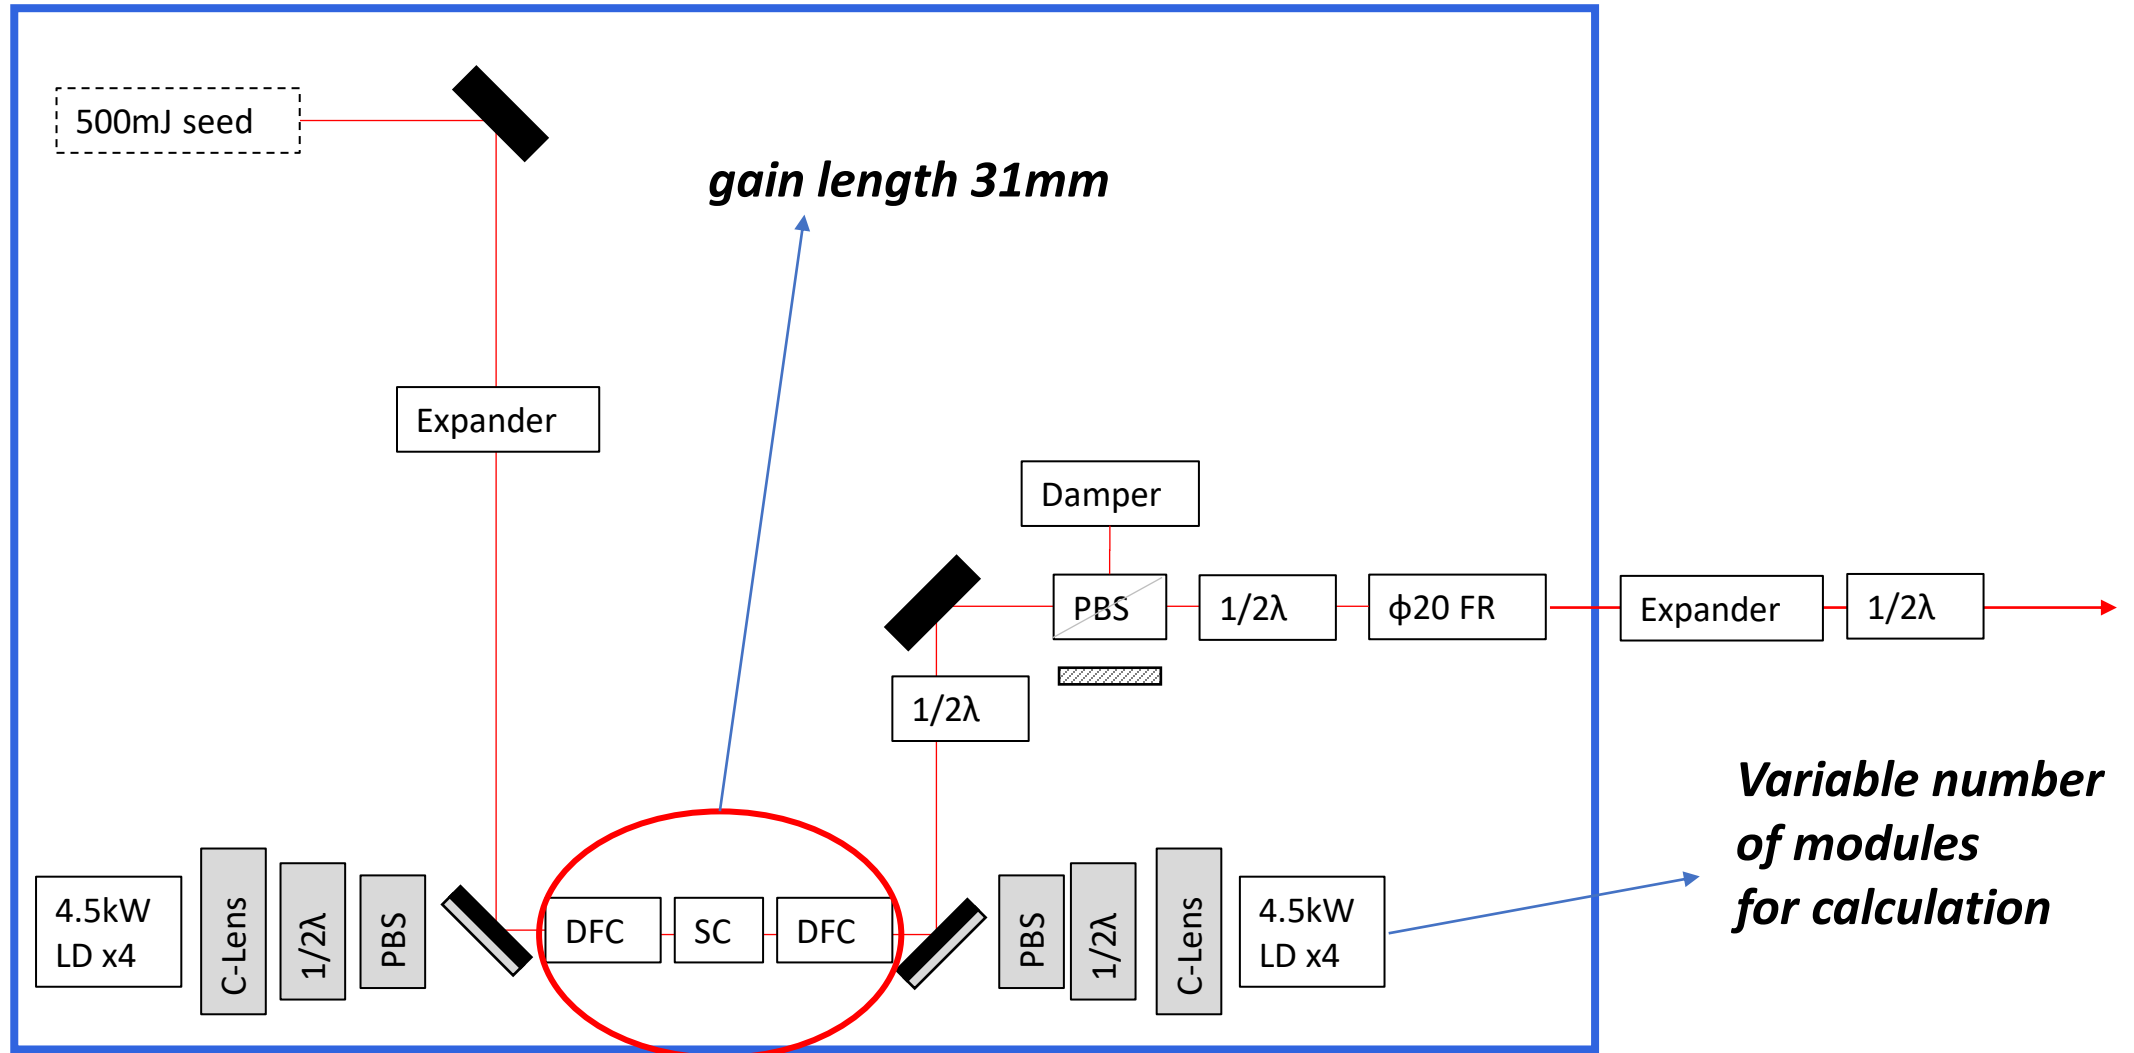 500mJ seed
gain length 31mm
Expander
Damper
PBS
1/2λ
ϕ20 FR
Expander
1/2λ
1/2λ
Variable number
of modules
for calculation
4.5kW
LD x4
C-Lens
1/2λ
PBS
DFC
SC
DFC
PBS
1/2λ
C-Lens
4.5kW
LD x4